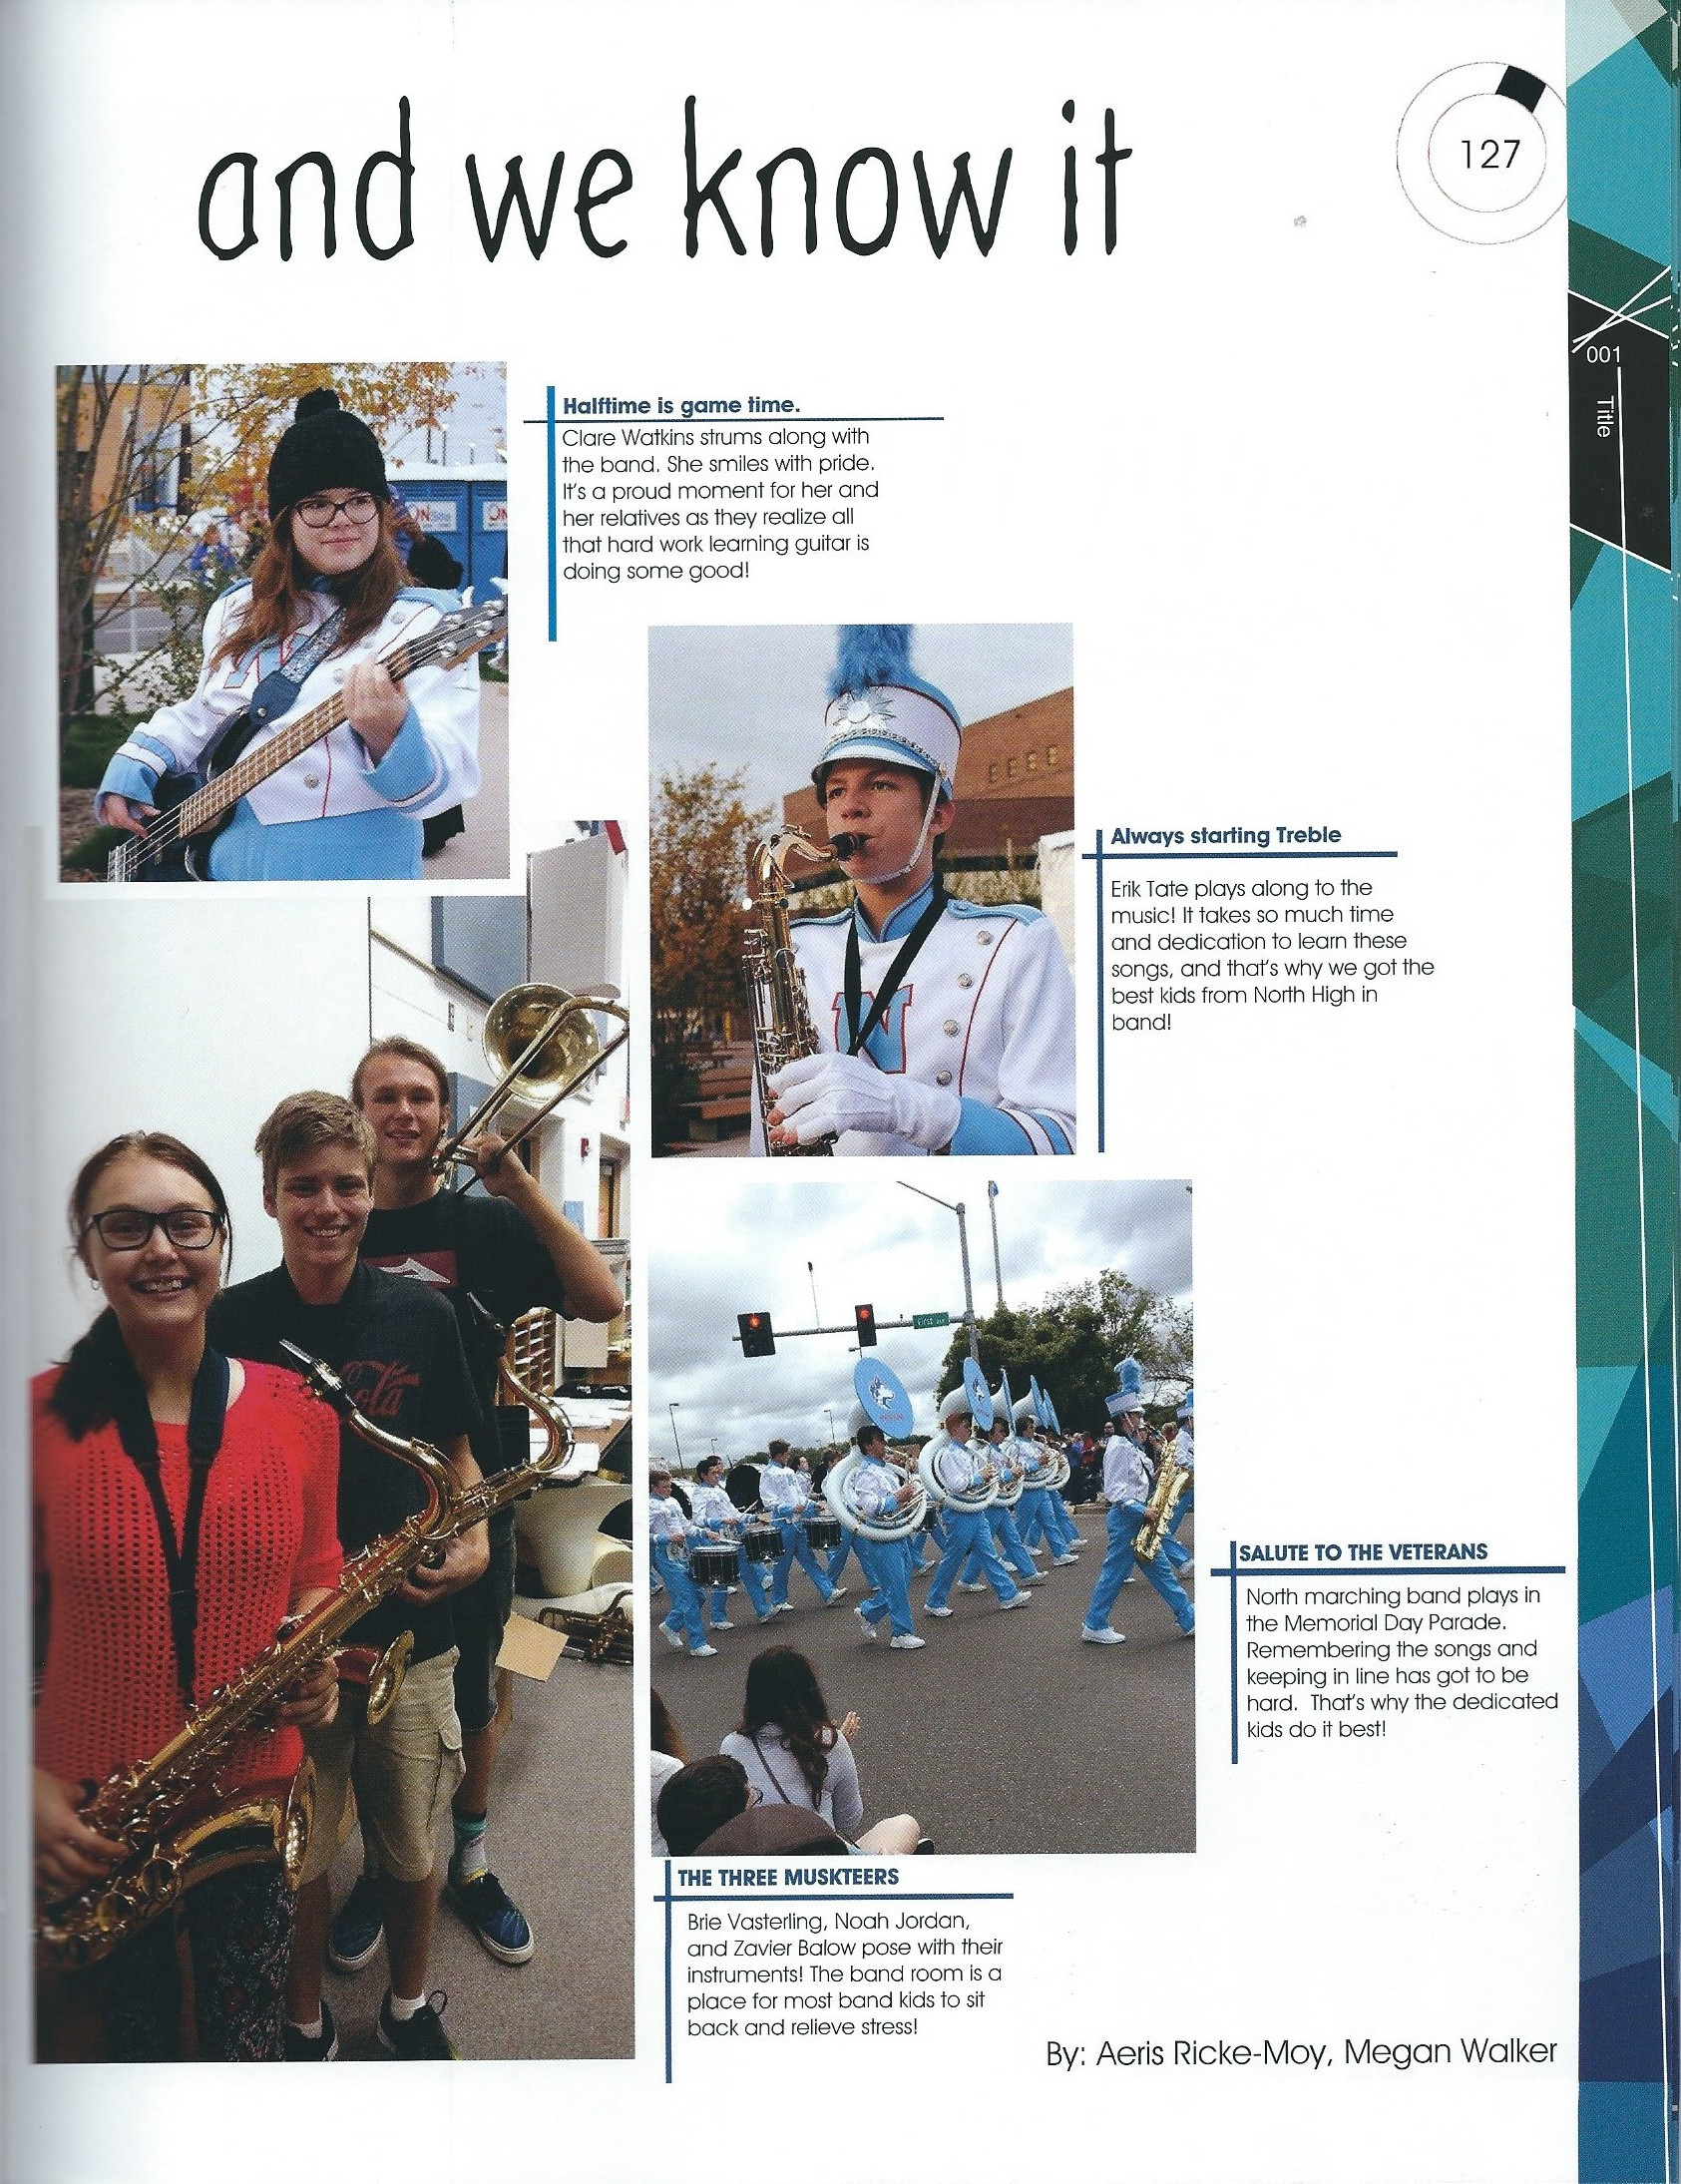 and we know it
127
001
Title
Halftime is game time.
Clare Watkins strums along with
the band. She smiles with pride.
It's a proud moment for her and
her relatives as they realize all
that hard work learning guitar is
doing some good!
Always starting Treble
Erik Tate plays along to the
music! It takes so much time
and dedication to learn these
songs, and that's why we got the
best kids from North High in
band!
N
First Ave
Cola
SALUTE TO THE VETERANS
North marching band plays in
the Memorial Day Parade.
Remembering the songs and
keeping in line has got to be
hard.  That's why the dedicated
kids do it best!
THE THREE MUSKTEERS
Brie Vasterling, Noah Jordan,
and Zavier Balow pose with their
instruments! The band room is a
place for most band kids to sit
back and relieve stress!
By: Aeris Ricke-Moy, Megan Walker